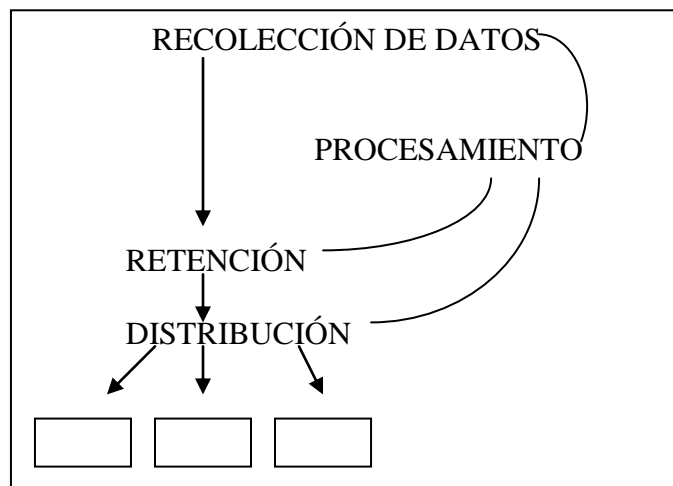 RECOLECCIÓN DE DATOS
PROCESAMIENTO
RETENCIÓN
DISTRIBUCIÓN